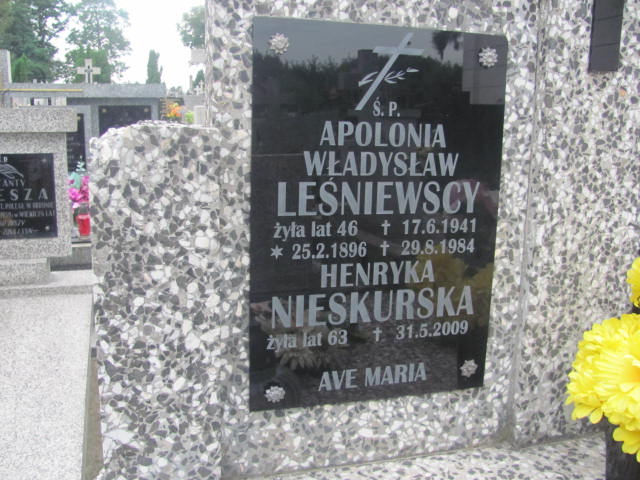 Ś. P.
APOLONIA
WŁADYSŁAW
LEŚNIEWSCY
żyła lat 46 † 17.6.1941
✶ 25.2.1896 † 29.8.1984
HENRYKA
NIESKURSKA
żyła lat 63 † 31.5.2009
AVE MARIA